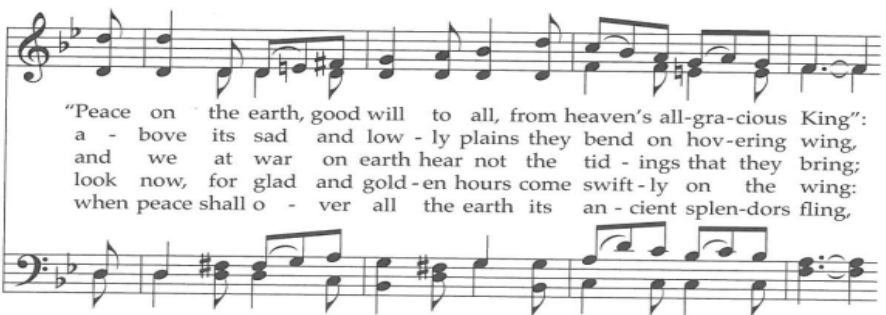 "Peace on the earth, good will to all, from heaven's all-gra-cious King":
a - bove its sad and low - ly plains they bend on hov-ering wing,
and we at war on earth hear not the tid - ings that they bring;
look now, for glad and gold-en hours come swift-ly on the wing:
when peace shall o - ver all the earth its an - cient splen-dors fling,